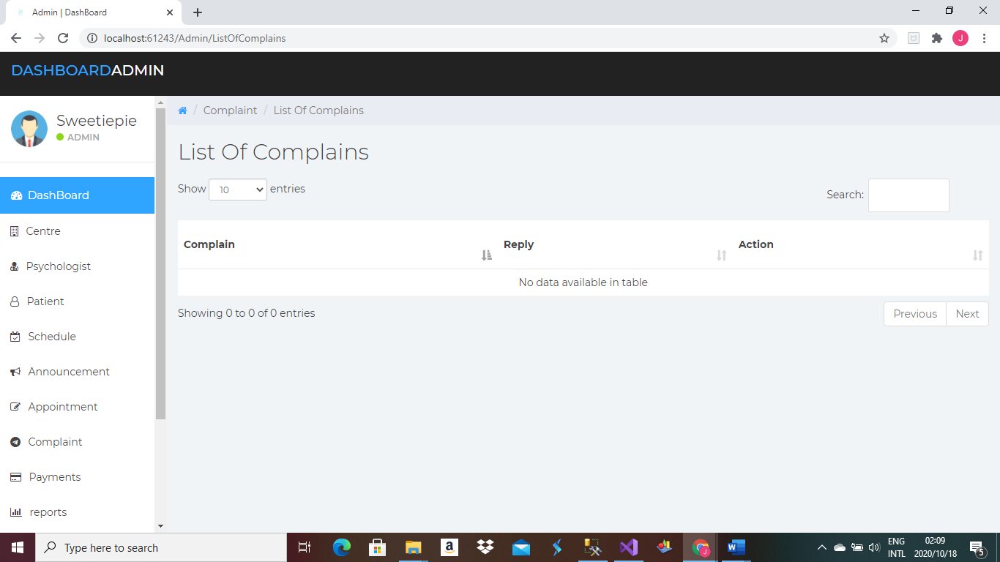 Admin | DashBoard
localhost:61243/Admin/ListOfComplains
J
DASHBOARDADMIN
Sweetiepie
ADMIN
DashBoard
Centre
Psychologist
Patient
Schedule
Announcement
Appointment
Complaint
Payments
reports
/ Complaint / List Of Complains
List Of Complains
Show 10 entries
Search:
Complain Reply Action
No data available in table
Showing 0 to 0 of 0 entries
Previous Next
Type here to search
a
J
W
ENG
INTL
02:09
2020/10/18
5